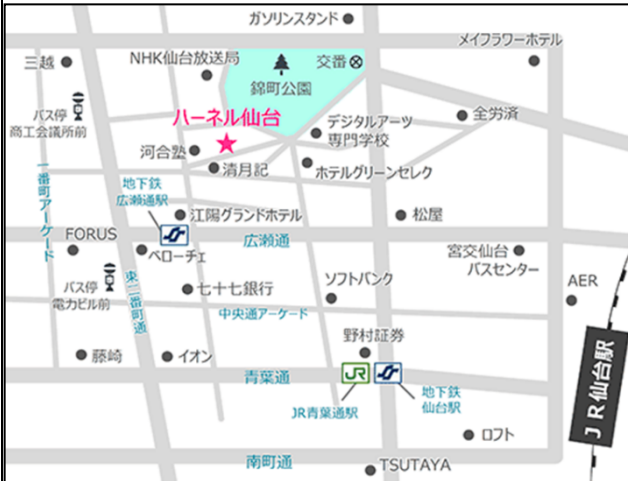 ガソリンスタンド
メイフラワーホテル
三越
NHK仙台放送局
交番
錦町公園
バス停
商工会議所前
ハーネル仙台
デジタルアーツ
専門学校
全労済
河合塾
清月記
ホテルグリーンセレク
一番町アーケード
地下鉄
広瀬通駅
江陽グランドホテル
松屋
FORUS
ベローチェ
広瀬通
宮交仙台
バスセンター
バス停
電力ビル前
東二番町通
七十七銀行
ソフトバンク
AER
中央通アーケード
野村証券
藤崎
イオン
青葉通
JR
JR青葉通駅
地下鉄
仙台駅
JR仙台駅
ロフト
南町通
TSUTAYA